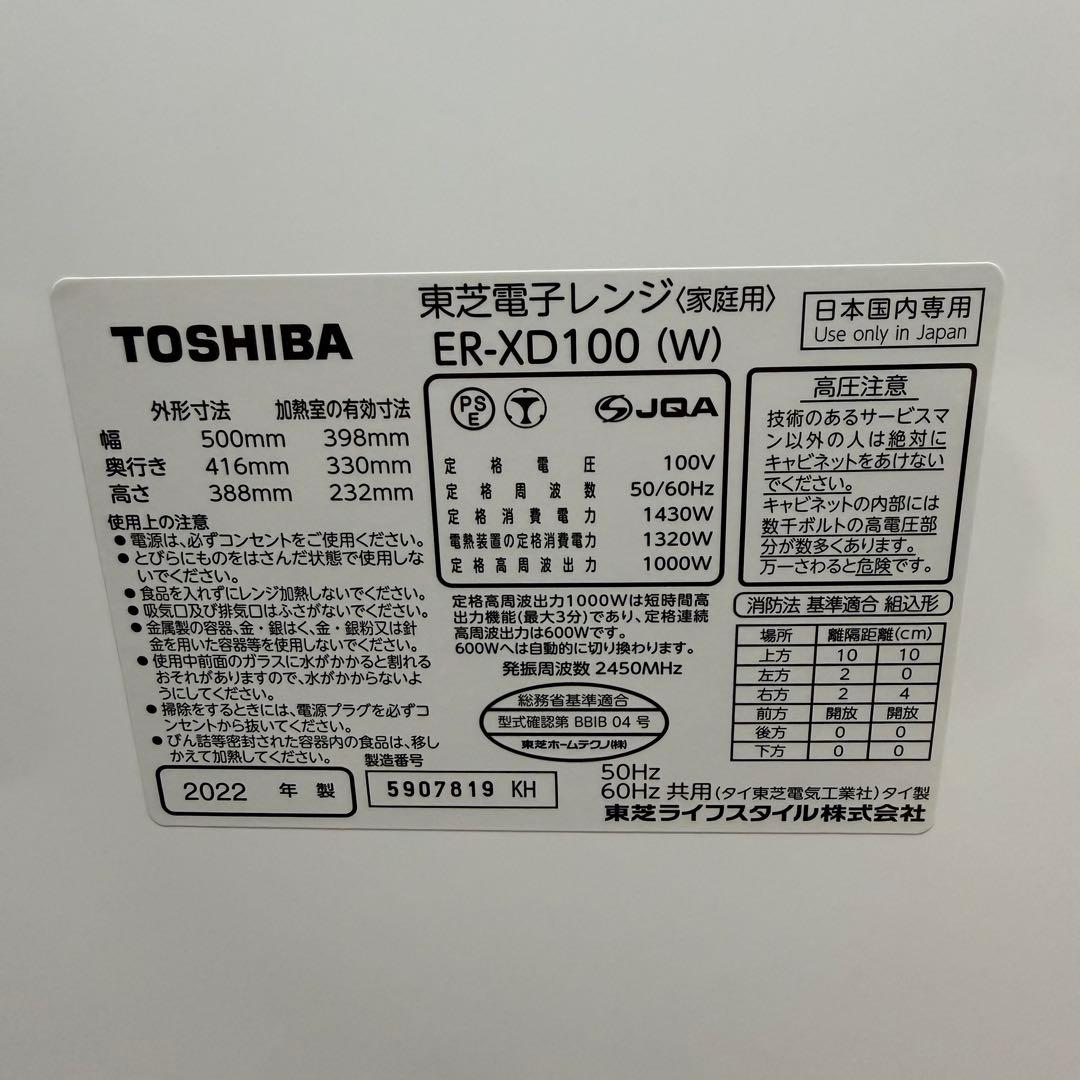 東芝電子レンジ〈家庭用〉
TOSHIBA
ER-XD100 (W)
日本国内専用
Use only in Japan
外形寸法 加熱室の有効寸法
幅 500mm 398mm
奥行き 416mm 330mm
高さ 388mm 232mm
使用上の注意
●電源は、必ずコンセントをご使用ください。
●とびらにものをはさんだ状態で使用しな
いでください。
●食品を入れずにレンジ加熱しないでください。
●吸気口及び排気口はふさがないでください。
●金属製の容器、金・銀はく、金・銀粉又は針
金を用いた容器等を使用しないでください。
●使用中前面のガラスに水がかかると割れる
おそれがありますので、水がかからないよ
うにしてください。
●掃除をするときには、電源プラグを必ずコ
ンセントから抜いてください。
●びん詰等密封された容器内の食品は、移し
かえて加熱してください。
製造番号
2022 年製
5907819 KH
PSE
JQA
定格電圧 100V
定格周波数 50/60Hz
定格消費電力 1430W
電熱装置の定格消費電力 1320W
定格高周波出力 1000W
定格高周波出力1000Wは短時間高
出力機能(最大3分)であり、定格連続
高周波出力は600Wです。
600Wへは自動的に切り換わります。
発振周波数 2450MHz
総務省基準適合
型式確認第 BBIB 04 号
東芝ホームテクノ(株)
高圧注意
技術のあるサービスマ
ン以外の人は絶対に
キャビネットをあけない
でください。
キャビネットの内部には
数千ボルトの高電圧部
分が数多くあります。
万一さわると危険です。
消防法 基準適合 組込形
場所 離隔距離(cm)
上方 10 10
左方 2 0
右方 2 4
前方 開放 開放
後方 0 0
下方 0 0
50Hz
60Hz 共用(タイ東芝電気工業社)タイ製
東芝ライフスタイル株式会社